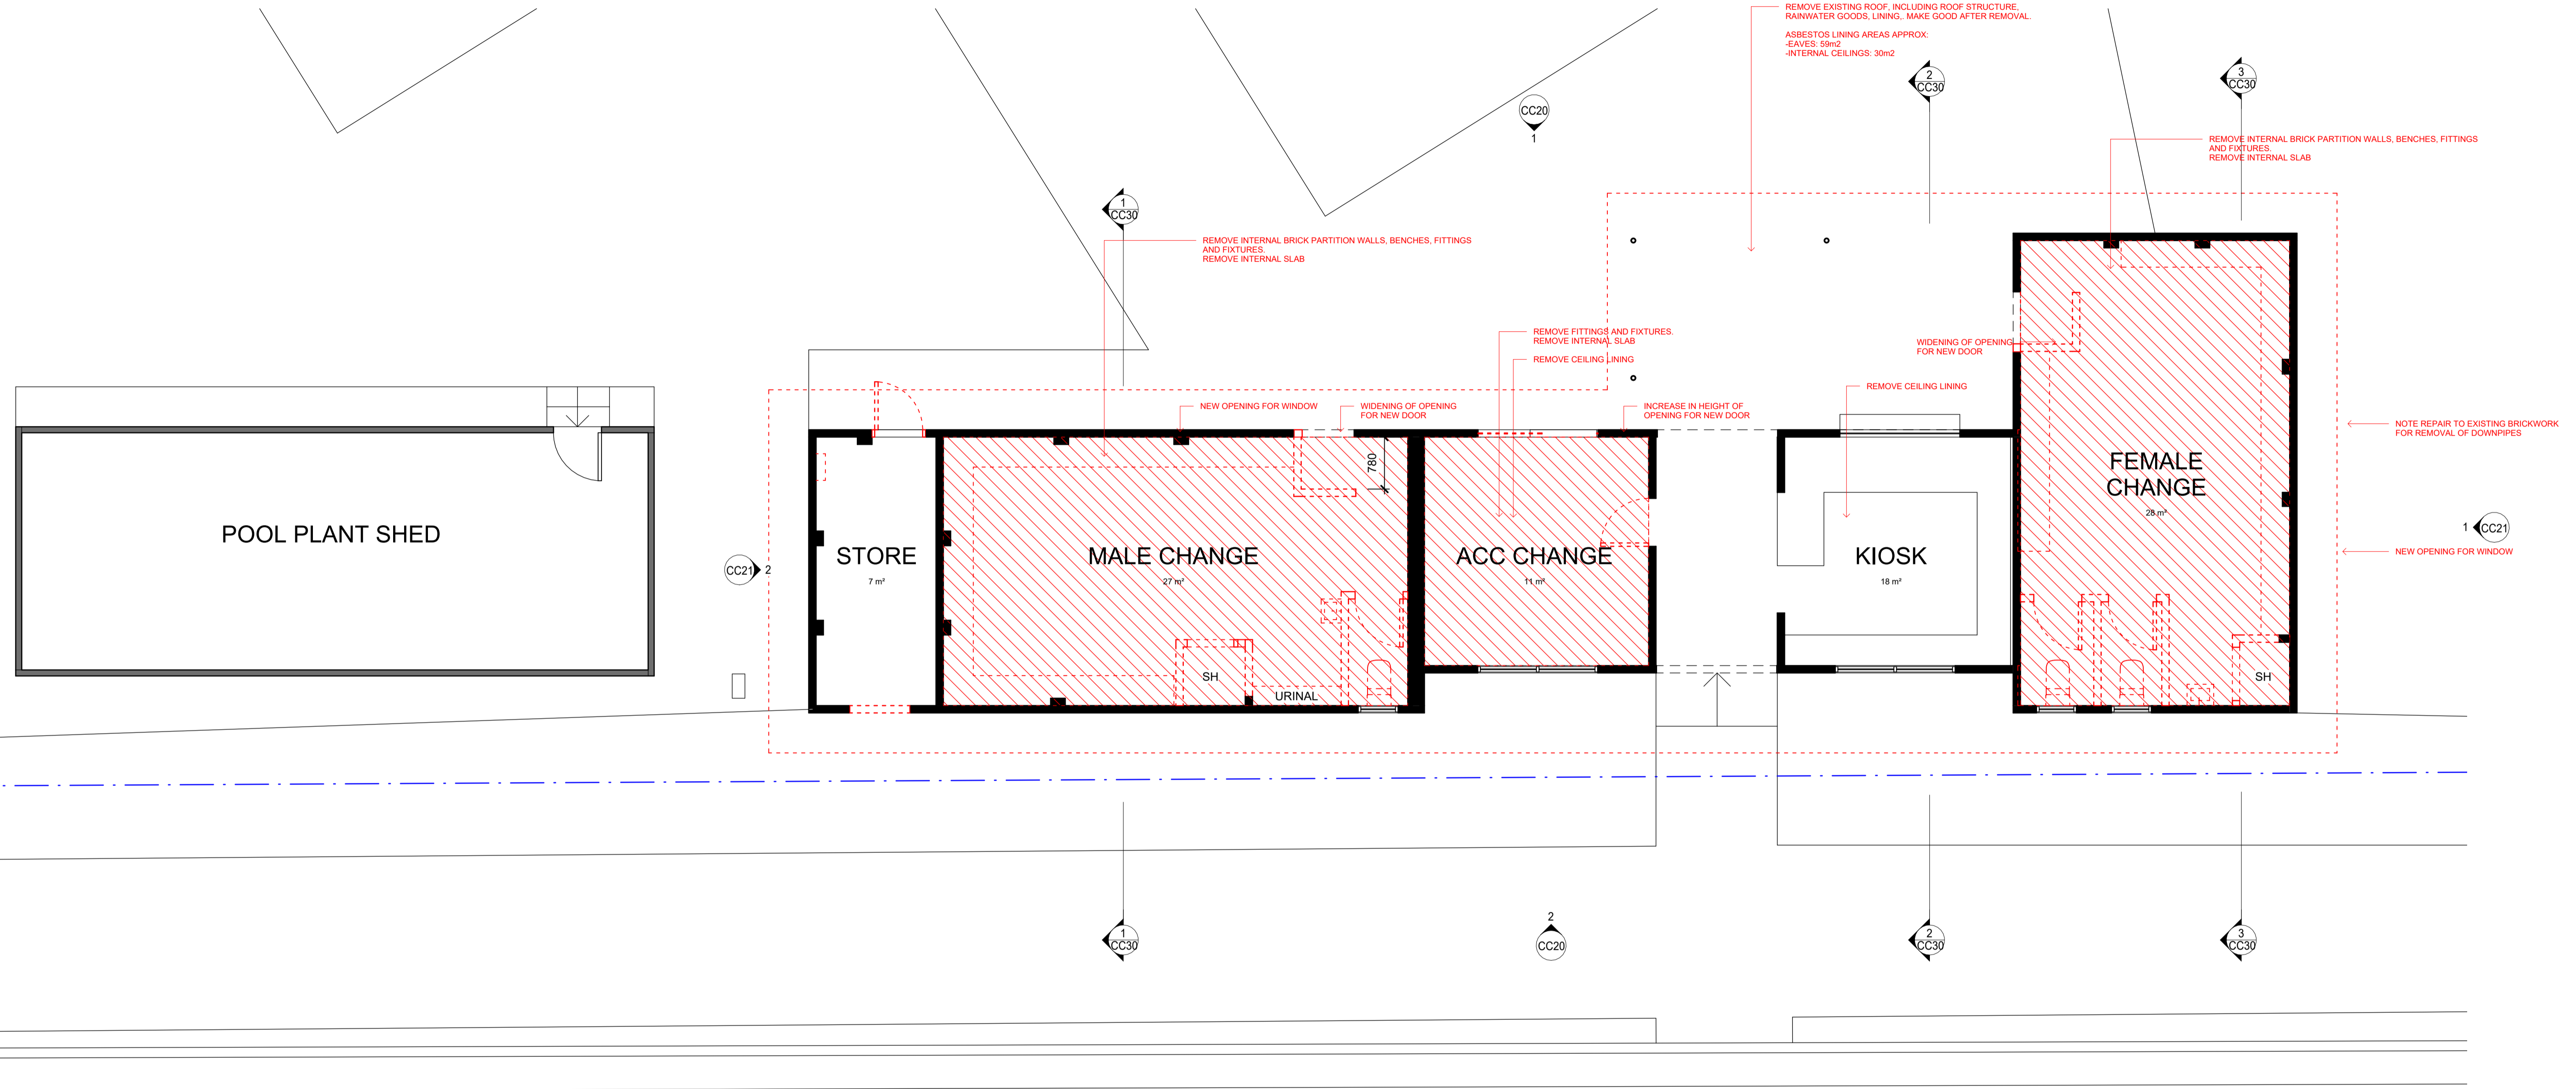 REMOVE EXISTING ROOF, INCLUDING ROOF STRUCTURE,
RAINWATER GOODS, LINING,. MAKE GOOD AFTER REMOVAL.
ASBESTOS LINING AREAS APPROX:
-EAVES: 59m2
-INTERNAL CEILINGS: 30m2
2
CC30
3
CC30
CC20
1
REMOVE INTERNAL BRICK PARTITION WALLS, BENCHES, FITTINGS
AND FIXTURES.
REMOVE INTERNAL SLAB
1
CC30
REMOVE INTERNAL BRICK PARTITION WALLS, BENCHES, FITTINGS
AND FIXTURES.
REMOVE INTERNAL SLAB
REMOVE FITTINGS AND FIXTURES.
REMOVE INTERNAL SLAB
REMOVE CEILING LINING
WIDENING OF OPENING
FOR NEW DOOR
REMOVE CEILING LINING
NEW OPENING FOR WINDOW
WIDENING OF OPENING
FOR NEW DOOR
INCREASE IN HEIGHT OF
OPENING FOR NEW DOOR
NOTE REPAIR TO EXISTING BRICKWORK
FOR REMOVAL OF DOWNPIPES
780
FEMALE
CHANGE
28 m²
POOL PLANT SHED
1 CC21
NEW OPENING FOR WINDOW
CC21 2
STORE
7 m²
MALE CHANGE
27 m²
ACC CHANGE
11 m²
KIOSK
18 m²
SH
URINAL
SH
1
CC30
2
CC20
2
CC30
3
CC30